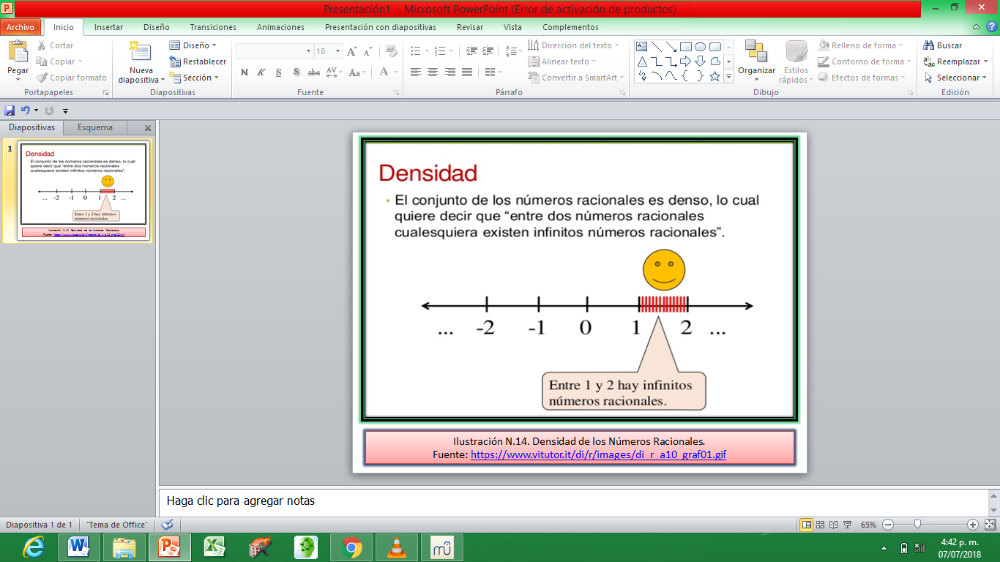 Presentación1 - Microsoft PowerPoint (Error de activación de productos)
Archivo Inicio Insertar Diseño Transiciones Animaciones Presentación con diapositivas Revisar Vista Complementos
Pegar
Cortar
Copiar
Copiar formato
Portapapeles
Nueva diapositiva
Diseño
Restablecer
Sección
Diapositivas
18
N K S S abc AV Aa A
Fuente
Dirección del texto
Alinear texto
Convertir a SmartArt
Párrafo
Organizar
Estilos rápidos
Relleno de forma
Contorno de forma
Efectos de formas
Dibujo
Buscar
Reemplazar
Seleccionar
Edición
Diapositivas Esquema
1
Densidad
El conjunto de los números racionales es denso, lo cual
quiere decir que “entre dos números racionales
cualesquiera existen infinitos números racionales”.
... -2 -1 0 1 2 ...
Entre 1 y 2 hay infinitos
números racionales.
Ilustración N.14. Densidad de los Números Racionales.
Fuente: https://www.vitutor.it/di/r/images/di_r_a10_graf01.gif
Densidad
• El conjunto de los números racionales es denso, lo cual
quiere decir que “entre dos números racionales
cualesquiera existen infinitos números racionales”.
... -2 -1 0 1 2 ...
Entre 1 y 2 hay infinitos
números racionales.
Ilustración N.14. Densidad de los Números Racionales.
Fuente: https://www.vitutor.it/di/r/images/di_r_a10_graf01.gif
Haga clic para agregar notas
Diapositiva 1 de 1 "Tema de Office" 65%
4:42 p. m.
07/07/2018